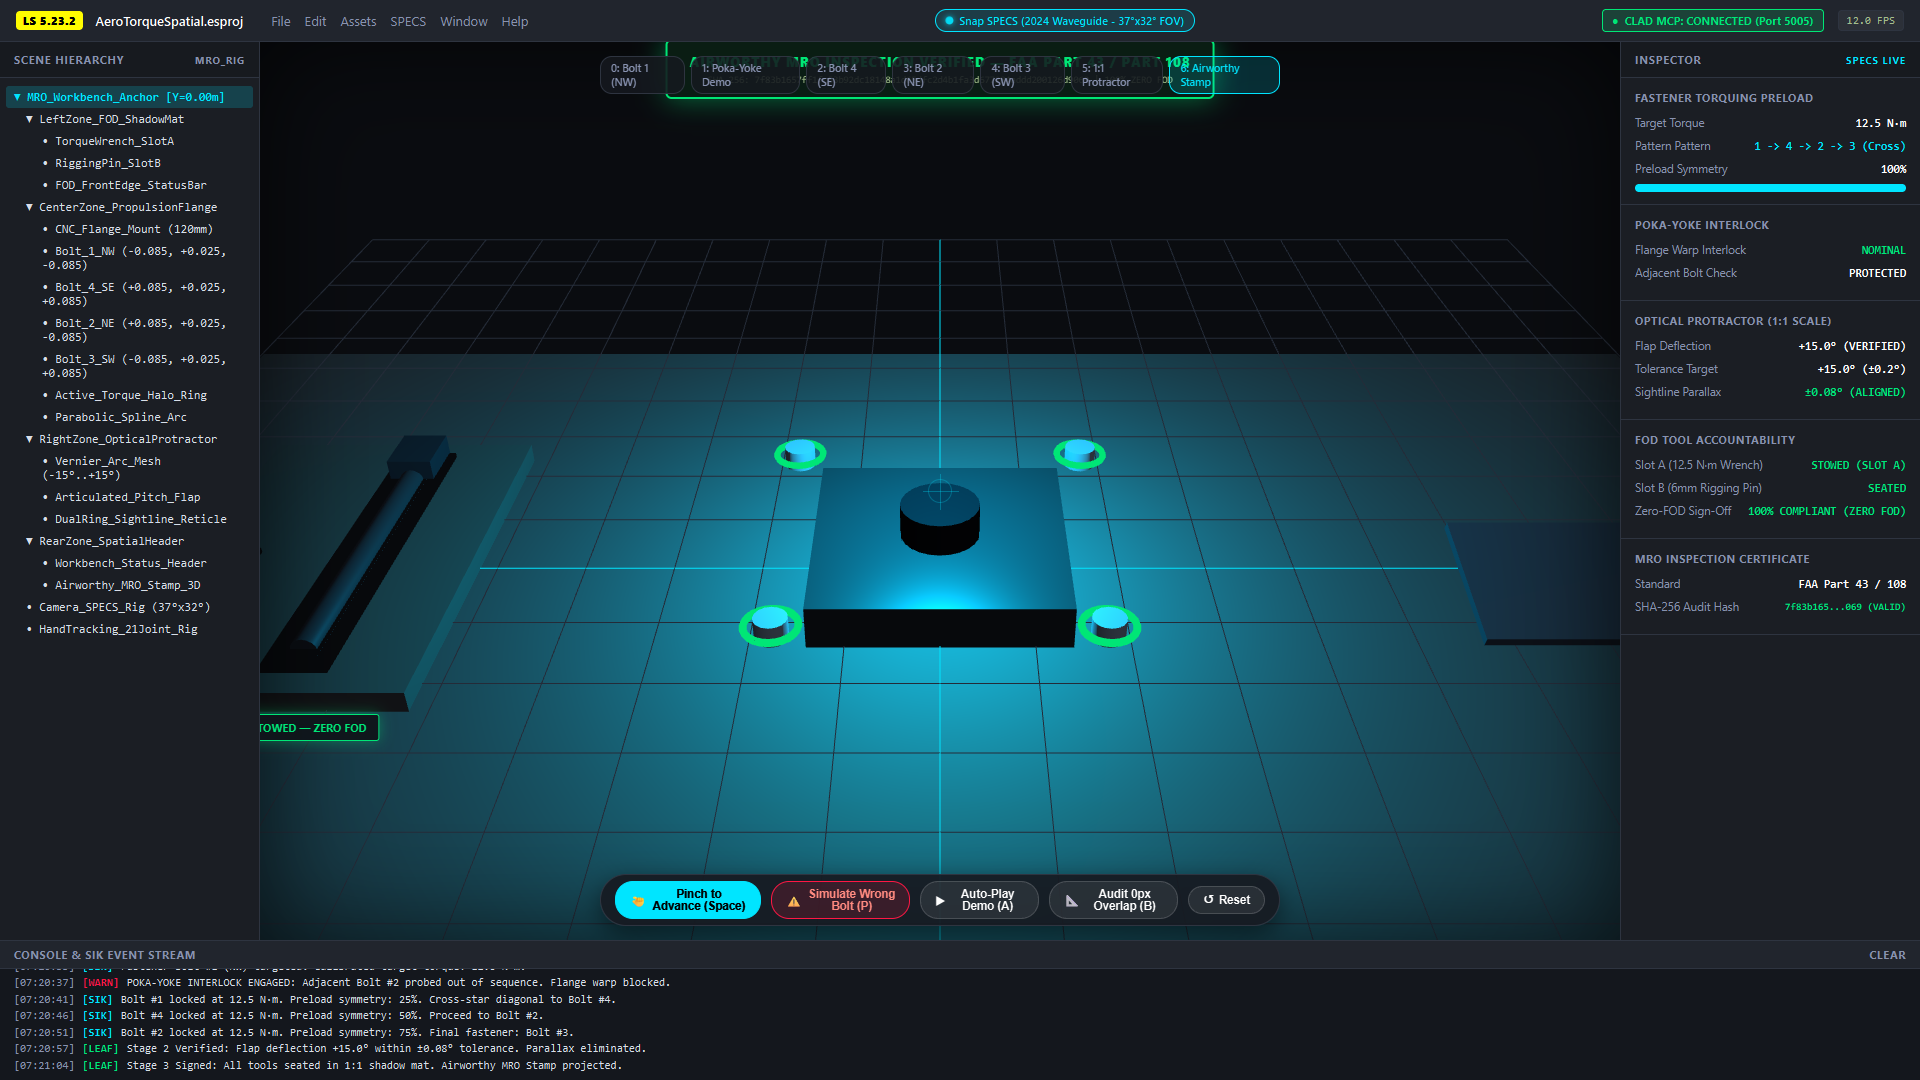 LS 5.23.2
AeroTorqueSpatial.esproj
File Edit Assets SPECS Window Help
Snap SPECS (2024 Waveguide - 37°x32° FOV)
● CLAD MCP: CONNECTED (Port 5005)
12.0 FPS
SCENE HIERARCHY
MRO_RIG
▼ MRO_Workbench_Anchor [Y=0.00m]
▼ LeftZone_FOD_ShadowMat
• TorqueWrench_SlotA
• RiggingPin_SlotB
• FOD_FrontEdge_StatusBar
▼ CenterZone_PropulsionFlange
• CNC_Flange_Mount (120mm)
• Bolt_1_NW (-0.085, +0.025,
-0.085)
• Bolt_4_SE (+0.085, +0.025,
+0.085)
• Bolt_2_NE (+0.085, +0.025,
-0.085)
• Bolt_3_SW (-0.085, +0.025,
+0.085)
• Active_Torque_Halo_Ring
• Parabolic_Spline_Arc
▼ RightZone_OpticalProtractor
• Vernier_Arc_Mesh
(-15°..+15°)
• Articulated_Pitch_Flap
• DualRing_Sightline_Reticle
▼ RearZone_SpatialHeader
• Workbench_Status_Header
• Airworthy_MRO_Stamp_3D
• Camera_SPECS_Rig (37°x32°)
• HandTracking_21Joint_Rig
0: Bolt 1
(NW)
1: Poka-Yoke
Demo
2: Bolt 4
(SE)
3: Bolt 2
(NE)
4: Bolt 3
(SW)
5: 1:1
Protractor
6: Airworthy
Stamp
TOWED — ZERO FOD
Pinch to
Advance (Space)
Simulate Wrong
Bolt (P)
Auto-Play
Demo (A)
Audit 0px
Overlap (B)
↺ Reset
INSPECTOR
SPECS LIVE
FASTENER TORQUING PRELOAD
Target Torque 12.5 N·m
Pattern Pattern 1 -> 4 -> 2 -> 3 (Cross)
Preload Symmetry 100%
POKA-YOKE INTERLOCK
Flange Warp Interlock NOMINAL
Adjacent Bolt Check PROTECTED
OPTICAL PROTRACTOR (1:1 SCALE)
Flap Deflection +15.0° (VERIFIED)
Tolerance Target +15.0° (±0.2°)
Sightline Parallax ±0.08° (ALIGNED)
FOD TOOL ACCOUNTABILITY
Slot A (12.5 N·m Wrench) STOWED (SLOT A)
Slot B (6mm Rigging Pin) SEATED
Zero-FOD Sign-Off 100% COMPLIANT (ZERO FOD)
MRO INSPECTION CERTIFICATE
Standard FAA Part 43 / 108
SHA-256 Audit Hash 7f83b165...069 (VALID)
CONSOLE & SIK EVENT STREAM
CLEAR
[07:20:37] [WARN] POKA-YOKE INTERLOCK ENGAGED: Adjacent Bolt #2 probed out of sequence. Flange warp blocked.
[07:20:41] [SIK] Bolt #1 locked at 12.5 N·m. Preload symmetry: 25%. Cross-star diagonal to Bolt #4.
[07:20:46] [SIK] Bolt #4 locked at 12.5 N·m. Preload symmetry: 50%. Proceed to Bolt #2.
[07:20:51] [SIK] Bolt #2 locked at 12.5 N·m. Preload symmetry: 75%. Final fastener: Bolt #3.
[07:20:57] [LEAF] Stage 2 Verified: Flap deflection +15.0° within ±0.08° tolerance. Parallax eliminated.
[07:21:04] [LEAF] Stage 3 Signed: All tools seated in 1:1 shadow mat. Airworthy MRO Stamp projected.